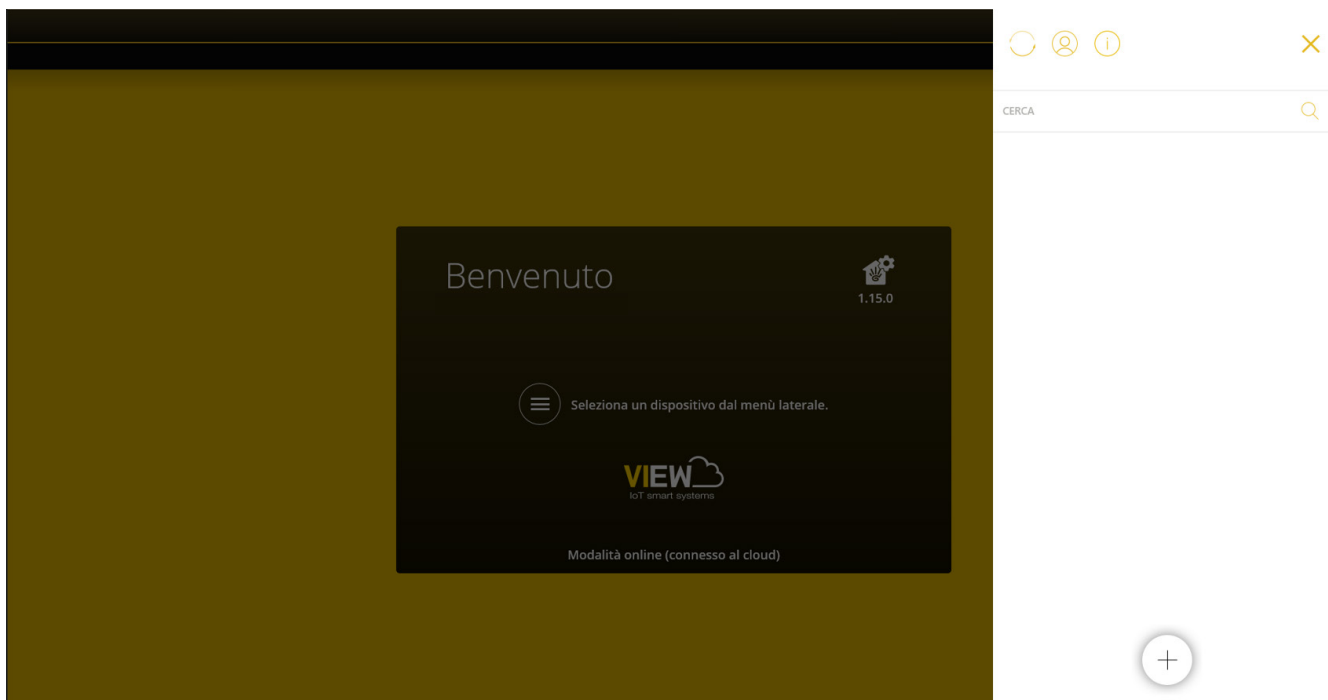 CERCA
Benvenuto
1.15.0
Seleziona un dispositivo dal menù laterale.
VIEW
IoT smart systems
Modalità online (connesso al cloud)